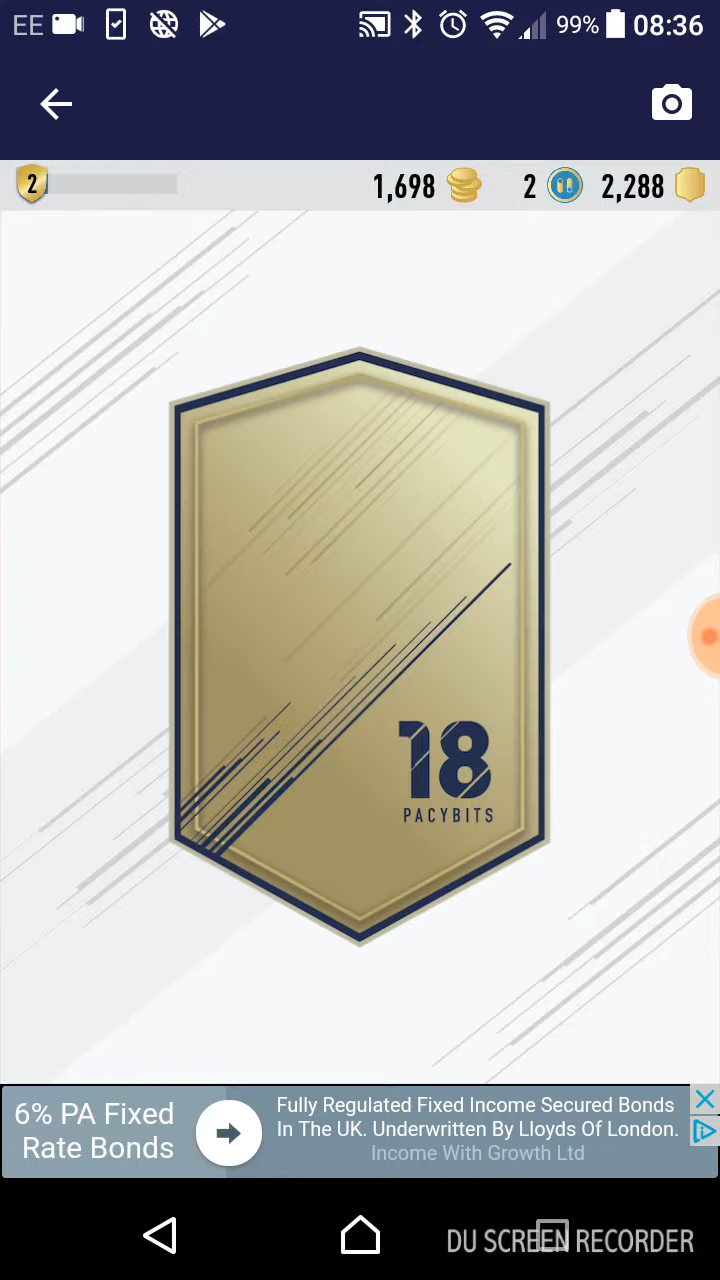 EE 99% 08:36
2 1,698 2 2,288
18
PACYBITS
6% PA Fixed
Rate Bonds
Fully Regulated Fixed Income Secured Bonds
In The UK. Underwritten By Lloyds Of London.
Income With Growth Ltd
DU SCREEN RECORDER